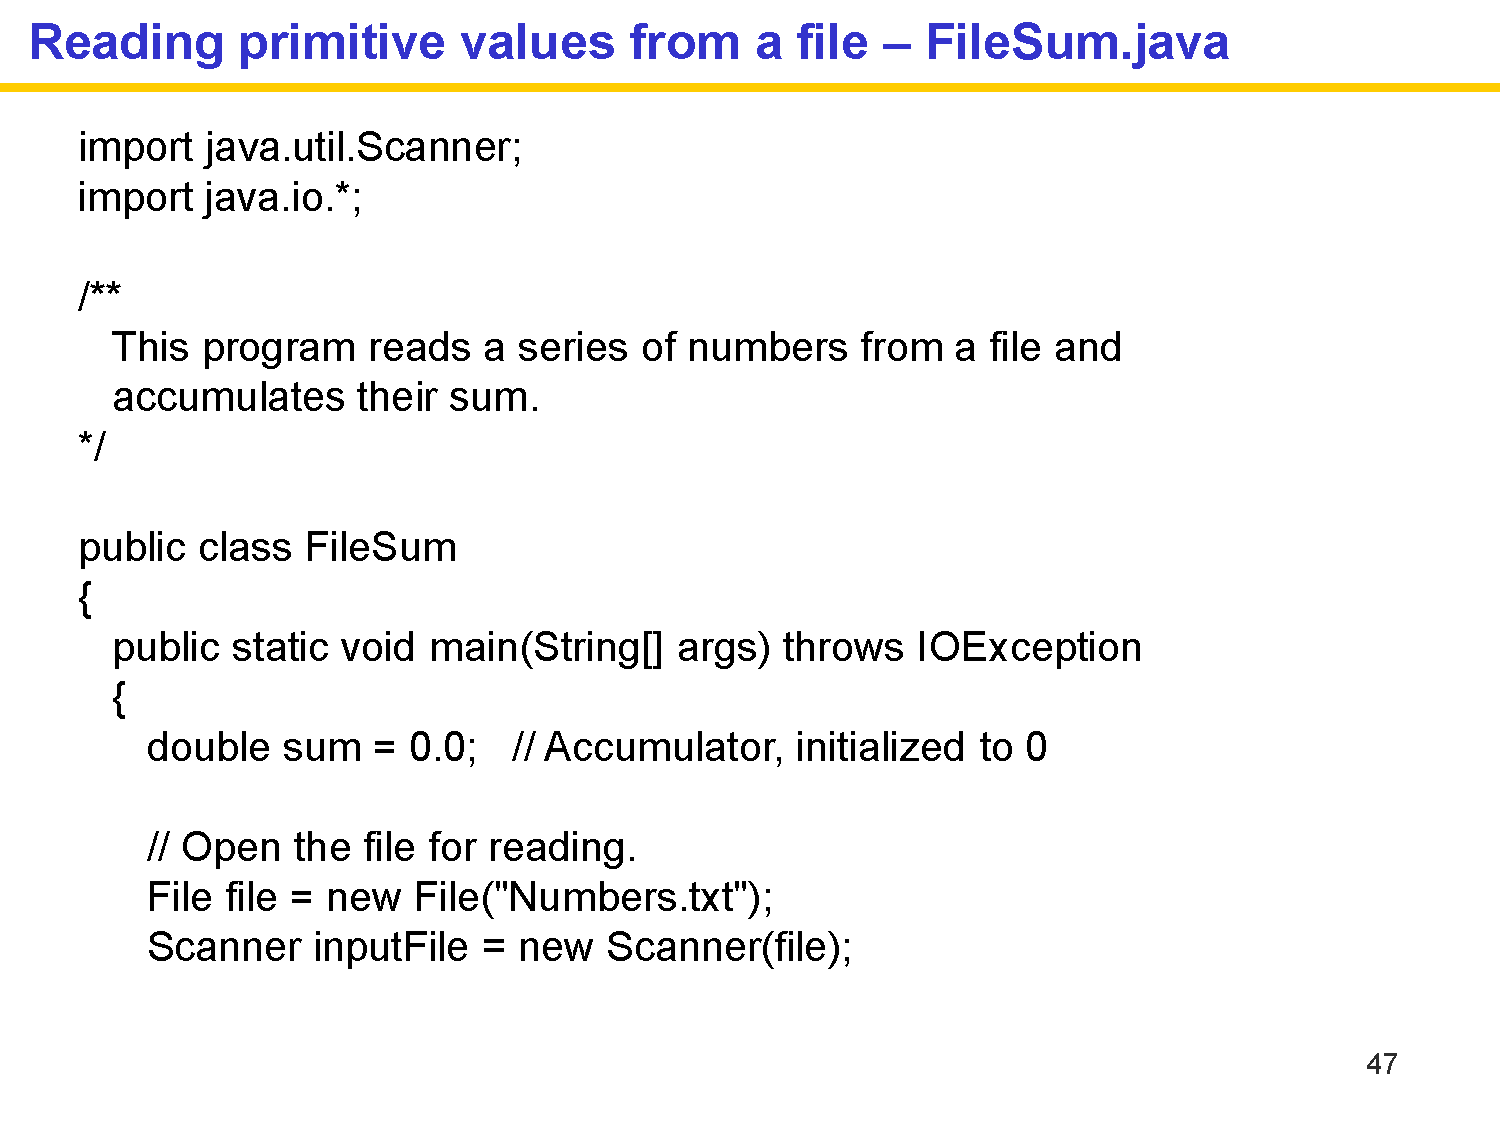 Reading primitive values from a file – FileSum.java
import java.util.Scanner;
import java.io.*;
/**
This program reads a series of numbers from a file and
accumulates their sum.
*/
public class FileSum
{
public static void main(String[] args) throws IOException
{
double sum = 0.0; // Accumulator, initialized to 0
// Open the file for reading.
File file = new File("Numbers.txt");
Scanner inputFile = new Scanner(file);
47